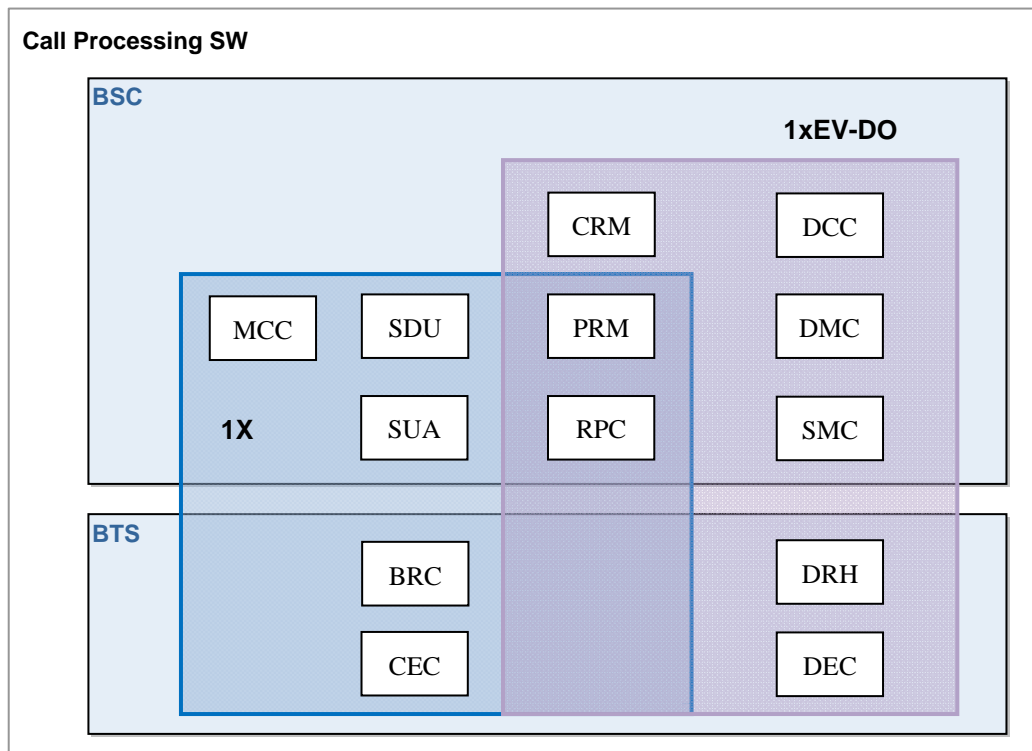 Call Processing SW
BSC
1xEV-DO
CRM
DCC
MCC
SDU
PRM
DMC
1X
SUA
RPC
SMC
BTS
BRC
DRH
CEC
DEC